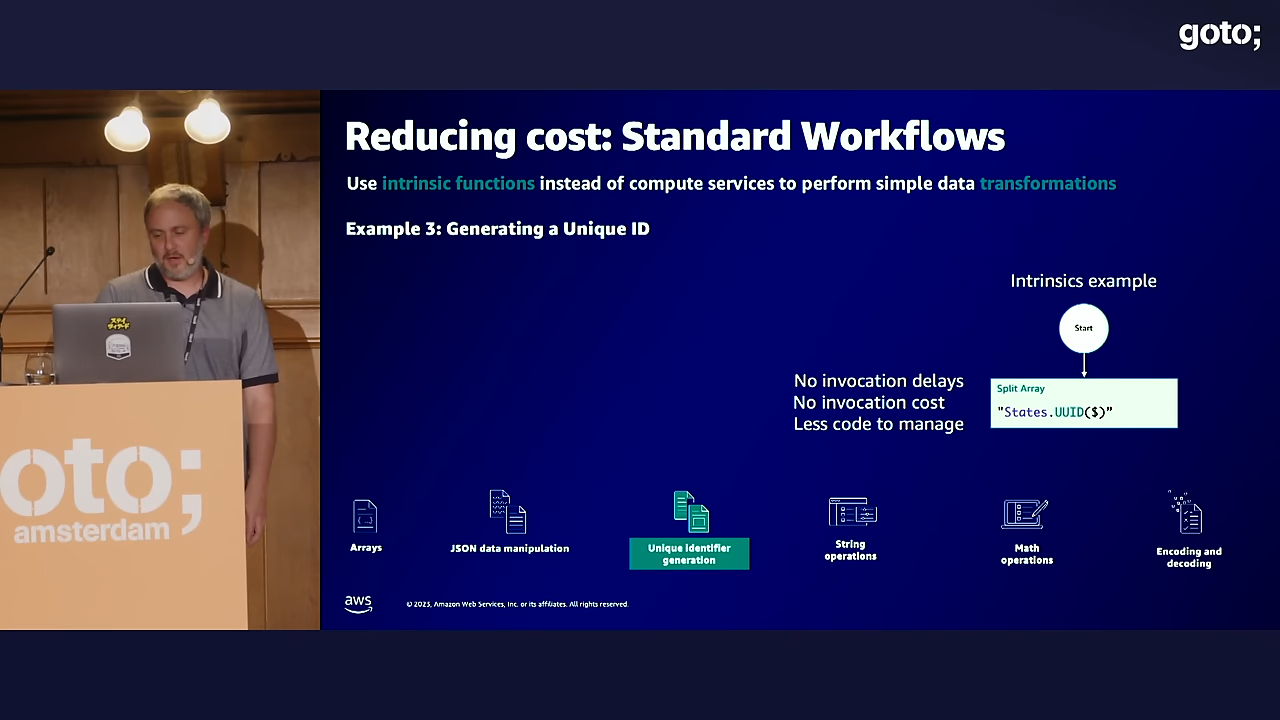 goto;
Reducing cost: Standard Workflows
Use intrinsic functions instead of compute services to perform simple data transformations
Example 3: Generating a Unique ID
Intrinsics example
Start
No invocation delays
No invocation cost
Less code to manage
Split Array
"States.UUID($)”
Arrays
JSON data manipulation
Unique identifier
generation
String
operations
Math
operations
Encoding and
decoding
aws
© 2023, Amazon Web Services, Inc. or its affiliates. All rights reserved.
oto;
amsterdam